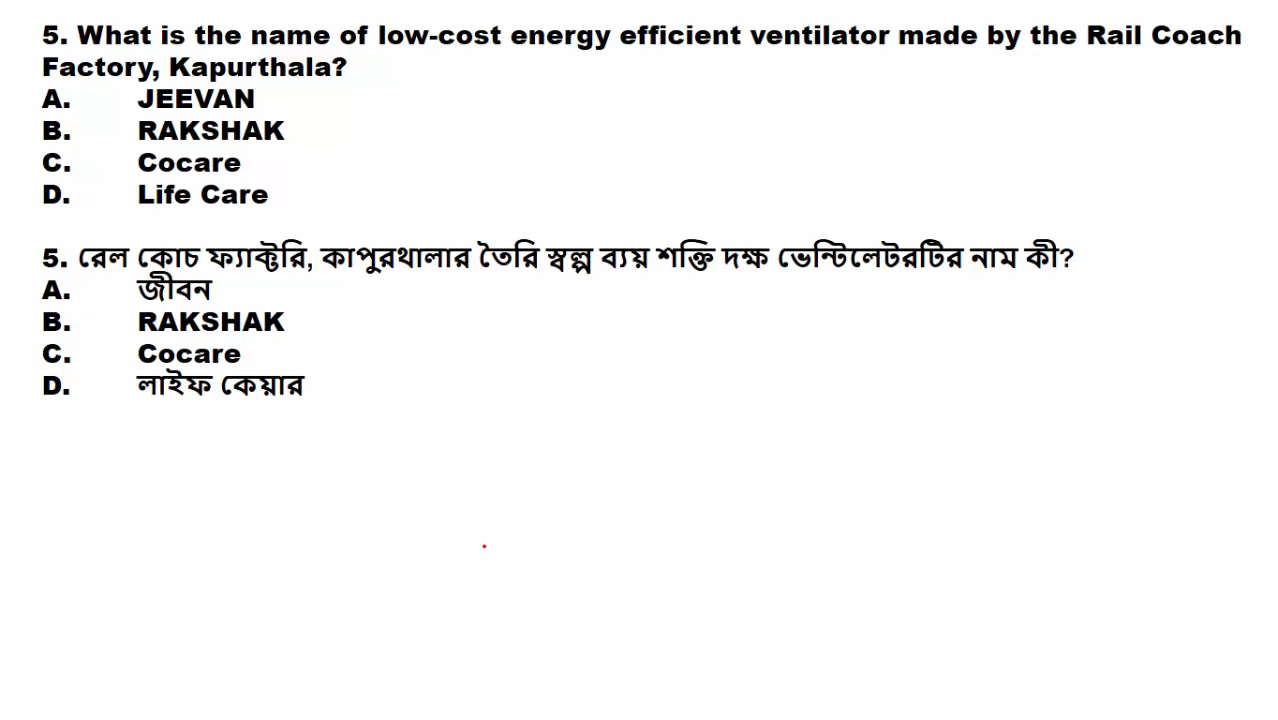 5. What is the name of low-cost energy efficient ventilator made by the Rail Coach
Factory, Kapurthala?
A. JEEVAN
B. RAKSHAK
C. Cocare
D. Life Care
5. রেল কোচ ফ্যাক্টরি, কাপুরথালার তৈরি স্বল্প ব্যয় শক্তি দক্ষ ভেন্টিলেটরটির নাম কী?
A. জীবন
B. RAKSHAK
C. Cocare
D. লাইফ কেয়ার